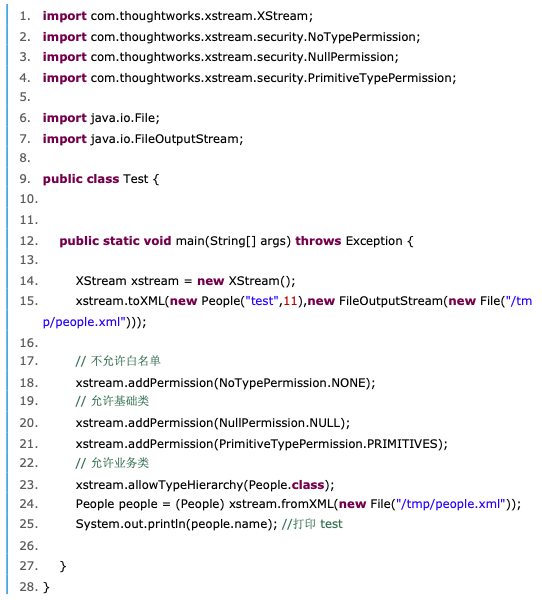 1. import com.thoughtworks.xstream.XStream;
2. import com.thoughtworks.xstream.security.NoTypePermission;
3. import com.thoughtworks.xstream.security.NullPermission;
4. import com.thoughtworks.xstream.security.PrimitiveTypePermission;
5.
6. import java.io.File;
7. import java.io.FileOutputStream;
8.
9. public class Test {
10.
11.
12. public static void main(String[] args) throws Exception {
13.
14. XStream xstream = new XStream();
15. xstream.toXML(new People("test",11),new FileOutputStream(new File("/tm
p/people.xml")));
16.
17. // 不允许白名单
18. xstream.addPermission(NoTypePermission.NONE);
19. // 允许基础类
20. xstream.addPermission(NullPermission.NULL);
21. xstream.addPermission(PrimitiveTypePermission.PRIMITIVES);
22. // 允许业务类
23. xstream.allowTypeHierarchy(People.class);
24. People people = (People) xstream.fromXML(new File("/tmp/people.xml"));
25. System.out.println(people.name); //打印 test
26.
27. }
28. }